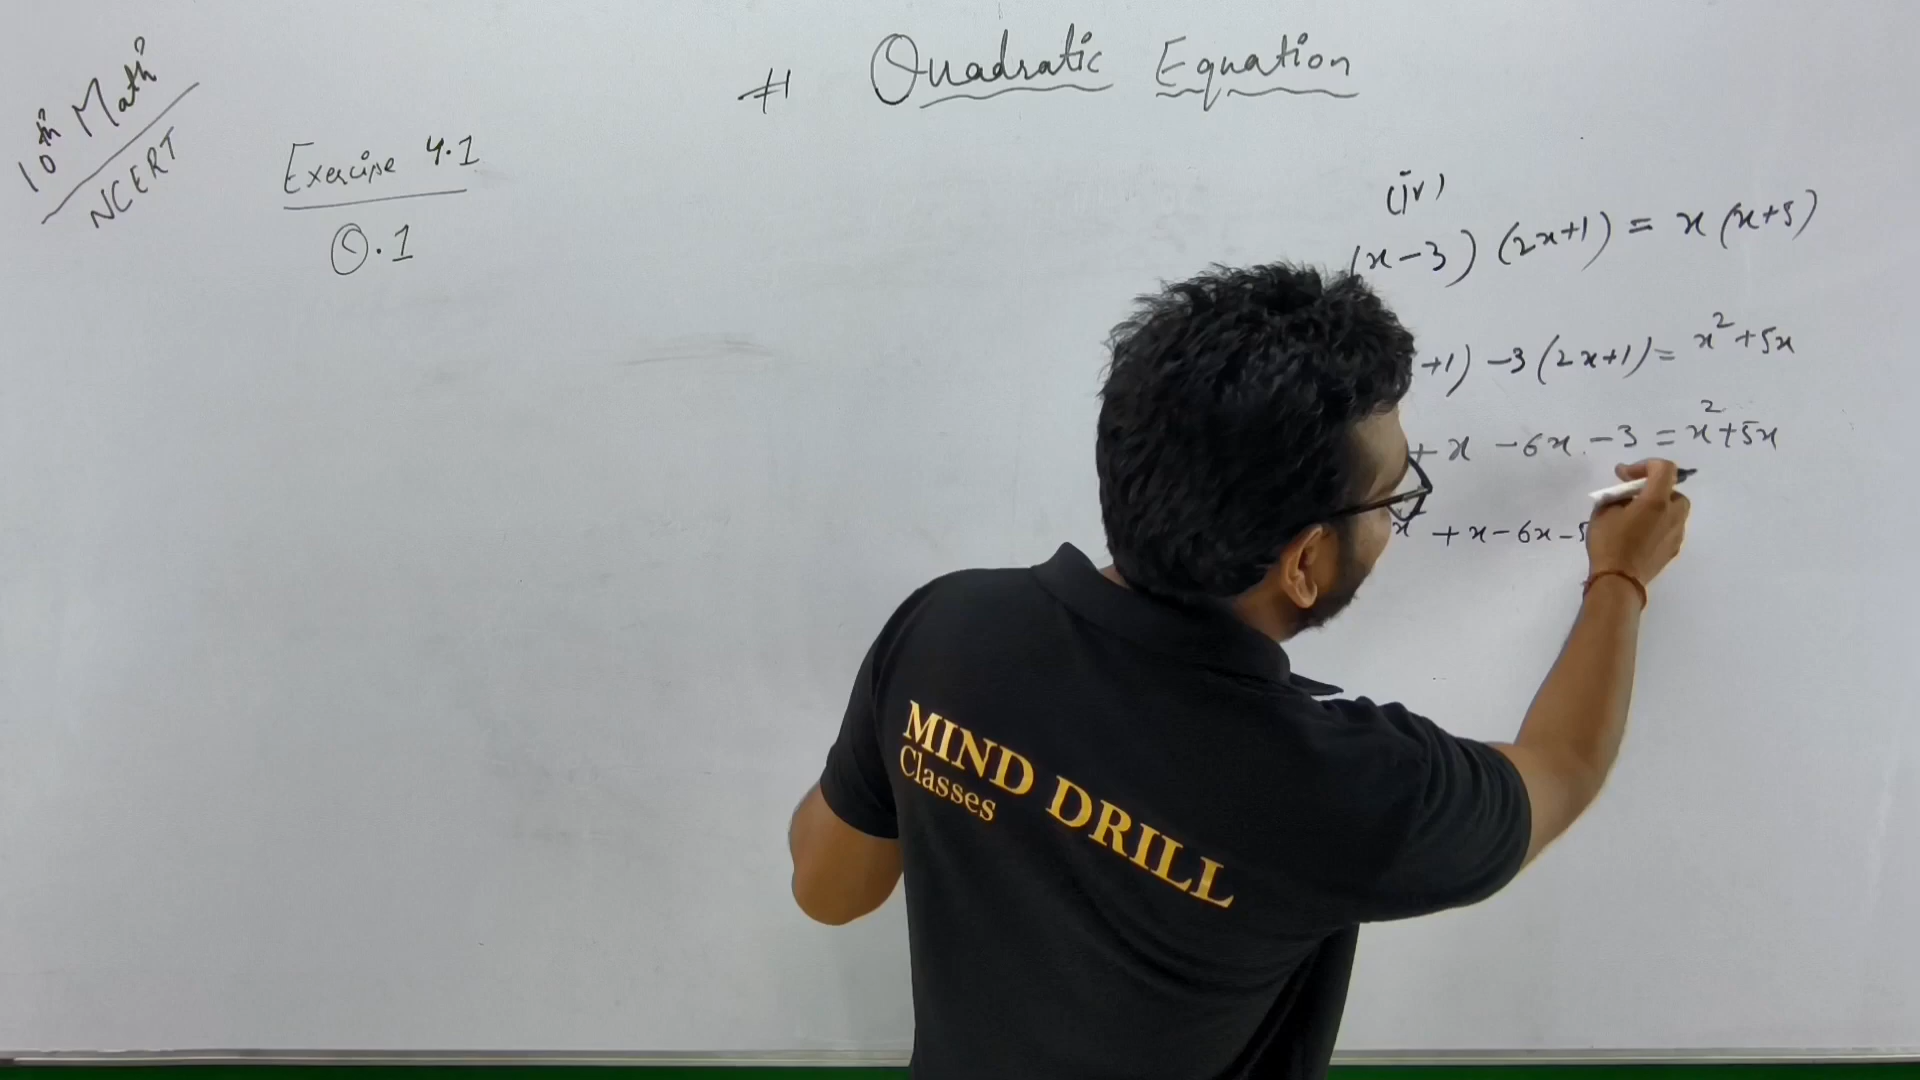 10th Math
NCERT
# Quadratic Equation
Exercise 4.1
Q.1
(iv)
(x-3) (2x+1) = x (x+5)
+1) -3 (2x+1) = x² +5x
+ x -6x -3 = x²+5x
x + x - 6x - 5
MIND DRILL
Classes